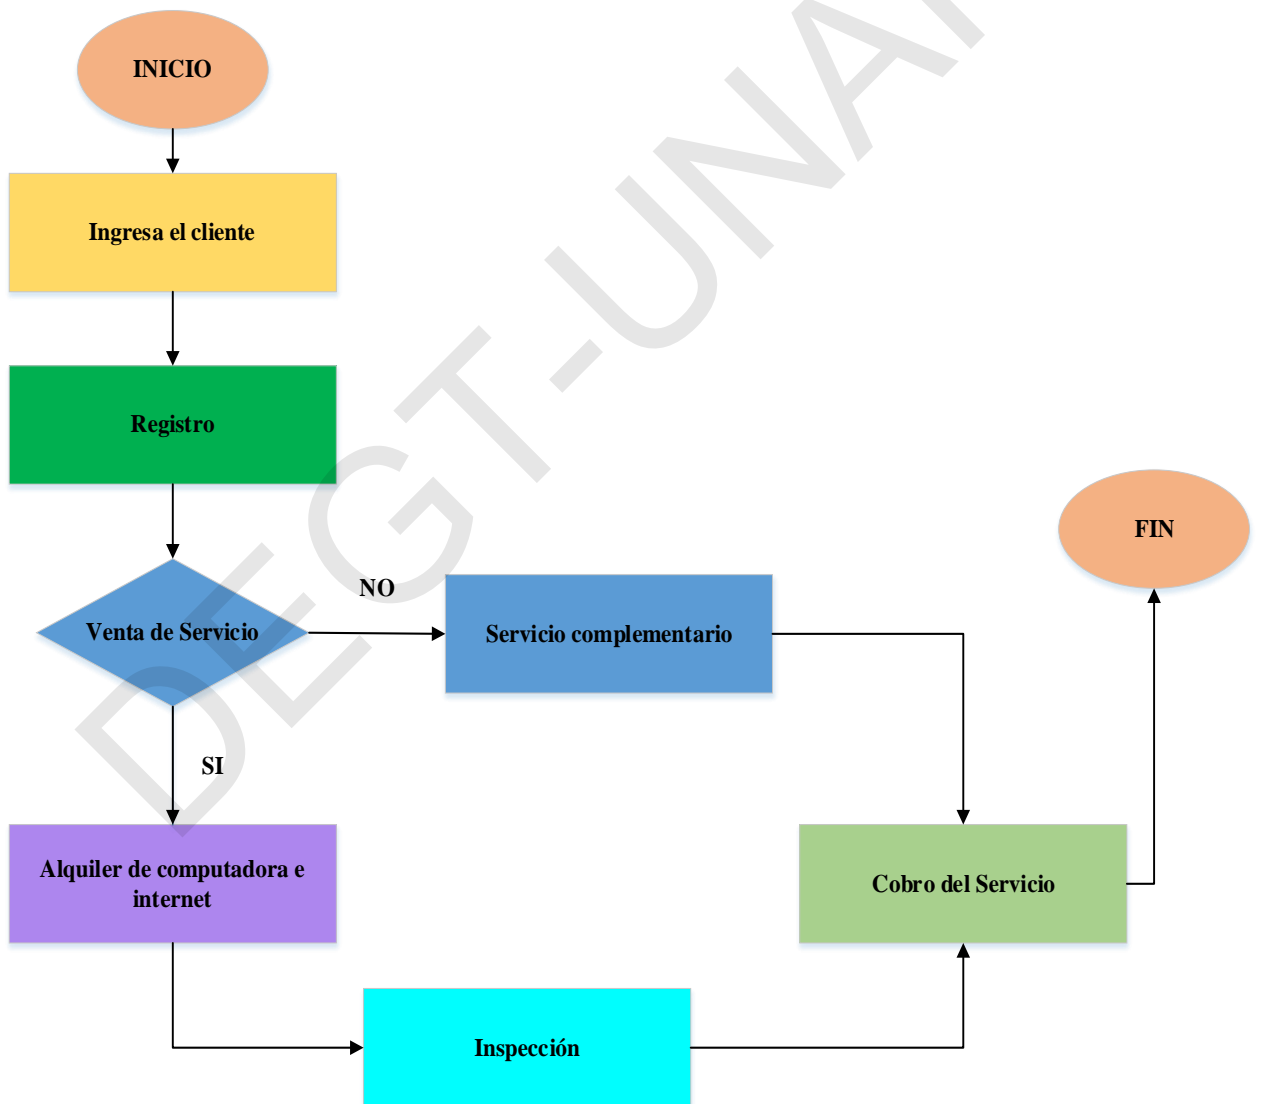 INICIO
Ingresa el cliente
Registro
Venta de Servicio
NO
Servicio complementario
SI
Alquiler de computadora e
internet
Inspección
Cobro del Servicio
FIN
DEGT-UNA